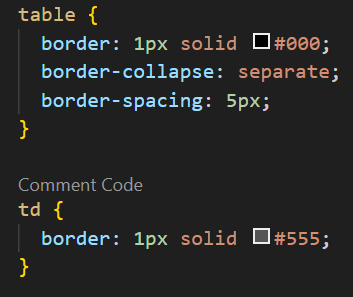 table {
  border: 1px solid #000;
  border-collapse: separate;
  border-spacing: 5px;
}
Comment Code
td {
  border: 1px solid #555;
}